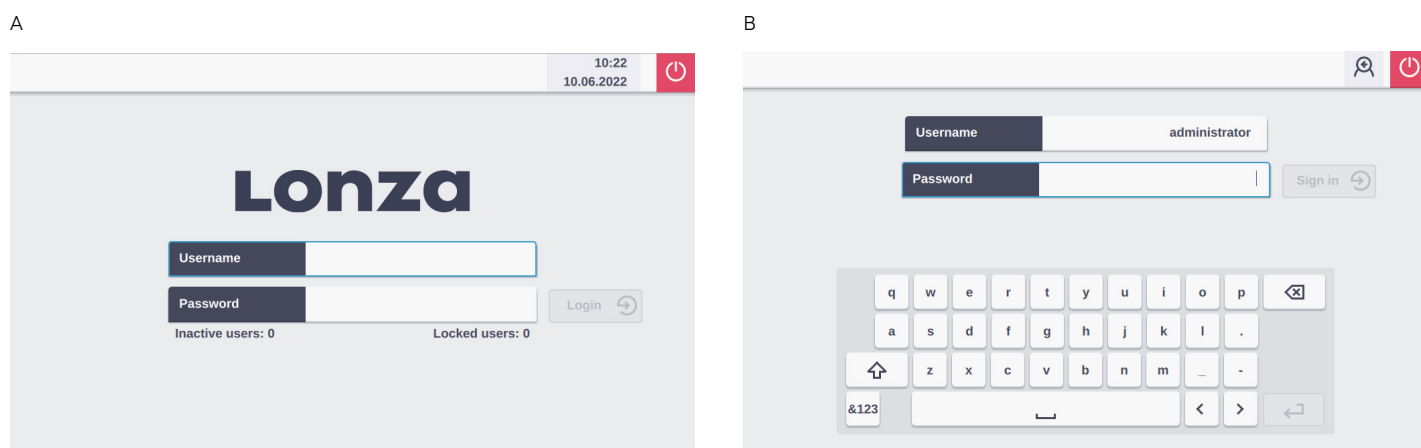 A
10:22
10.06.2022
Lonza
Username
Password
Login
Inactive users: 0 Locked users: 0
B
Username administrator
Password
Sign in
q w e r t y u i o p
a s d f g h j k l .
z x c v b n m _ -
&123 < >